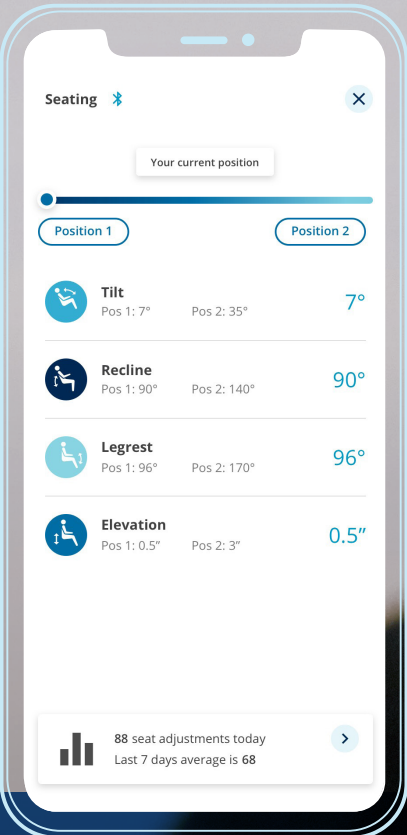 Seating
Your current position
Position 1
Position 2
Tilt
Pos 1: 7° Pos 2: 35°
7°
Recline
Pos 1: 90° Pos 2: 140°
90°
Legrest
Pos 1: 96° Pos 2: 170°
96°
Elevation
Pos 1: 0.5” Pos 2: 3”
0.5”
88 seat adjustments today
Last 7 days average is 68